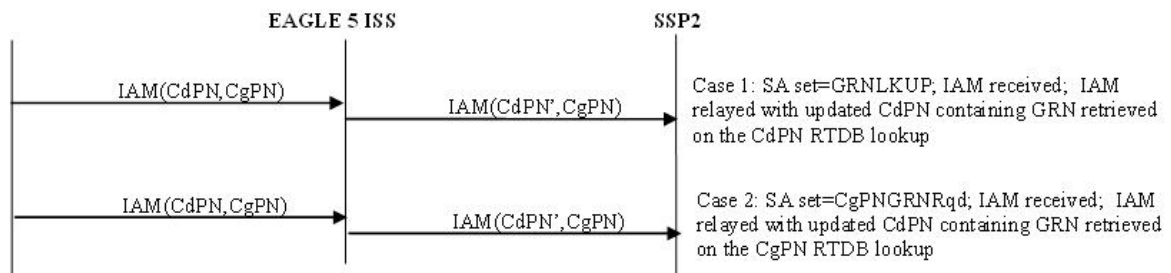 EAGLE 5 ISS
SSP2
IAM(CdPN,CgPN)
IAM(CdPN’,CgPN)
Case 1: SA set=GRNLKUP; IAM received;  IAM
relayed with updated CdPN containing GRN retrieved
on the CdPN RTDB lookup
IAM(CdPN,CgPN)
IAM(CdPN’,CgPN)
Case 2: SA set=CgPNGRNRqd; IAM received;  IAM
relayed with updated CdPN containing GRN retrieved
on the CgPN RTDB lookup